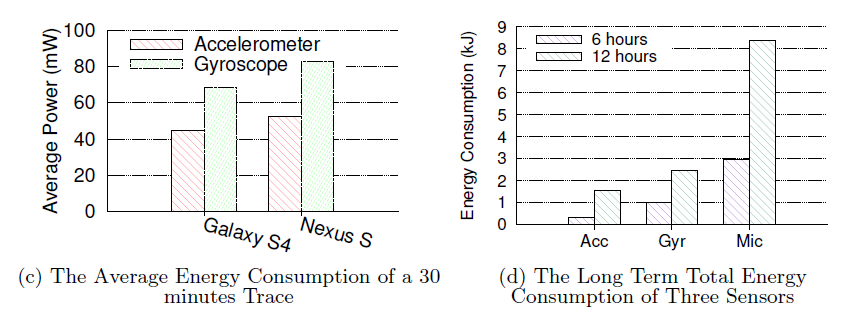 Average Power (mW)
100
80
60
40
20
0
Accelerometer
Gyroscope
Galaxy S4
Nexus S
(c) The Average Energy Consumption of a 30
minutes Trace
Energy Consumption (kJ)
9
8
7
6
5
4
3
2
1
0
6 hours
12 hours
Acc
Gyr
Mic
(d) The Long Term Total Energy
Consumption of Three Sensors